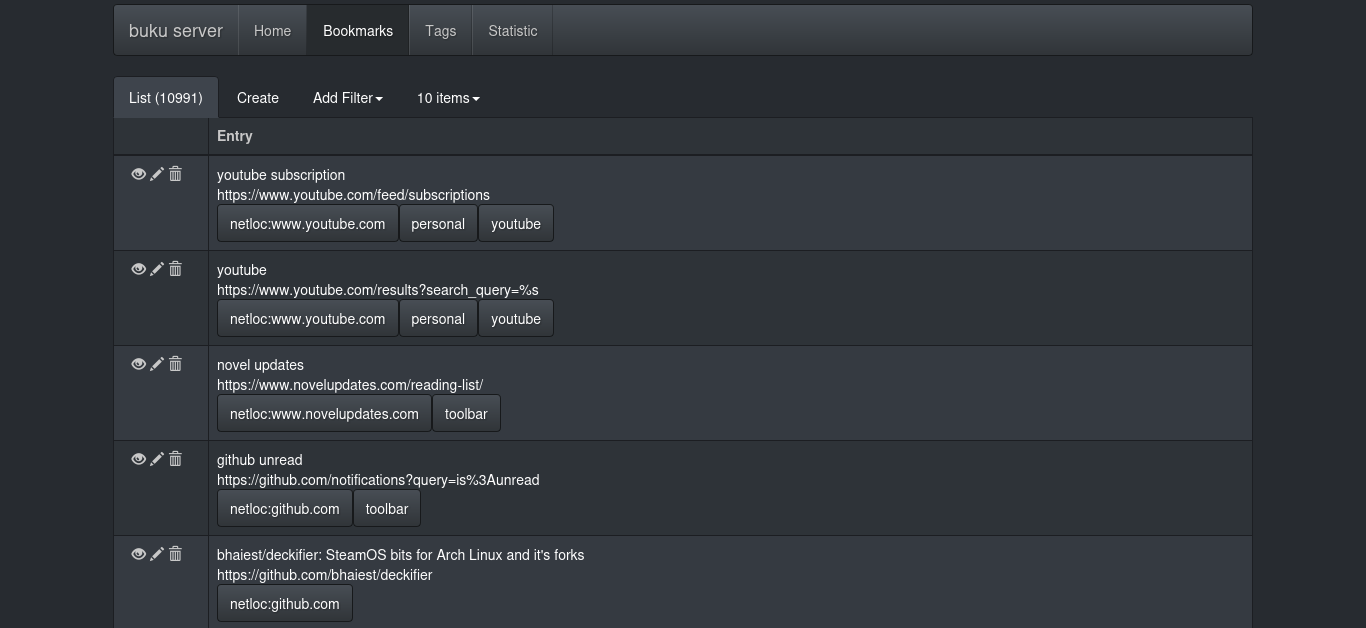 buku server Home Bookmarks Tags Statistic
List (10991) Create Add Filter 10 items
Entry
youtube subscription
https://www.youtube.com/feed/subscriptions
netloc:www.youtube.com personal youtube
youtube
https://www.youtube.com/results?search_query=%s
netloc:www.youtube.com personal youtube
novel updates
https://www.novelupdates.com/reading-list/
netloc:www.novelupdates.com toolbar
github unread
https://github.com/notifications?query=is%3Aunread
netloc:github.com toolbar
bhaiest/deckifier: SteamOS bits for Arch Linux and it's forks
https://github.com/bhaiest/deckifier
netloc:github.com